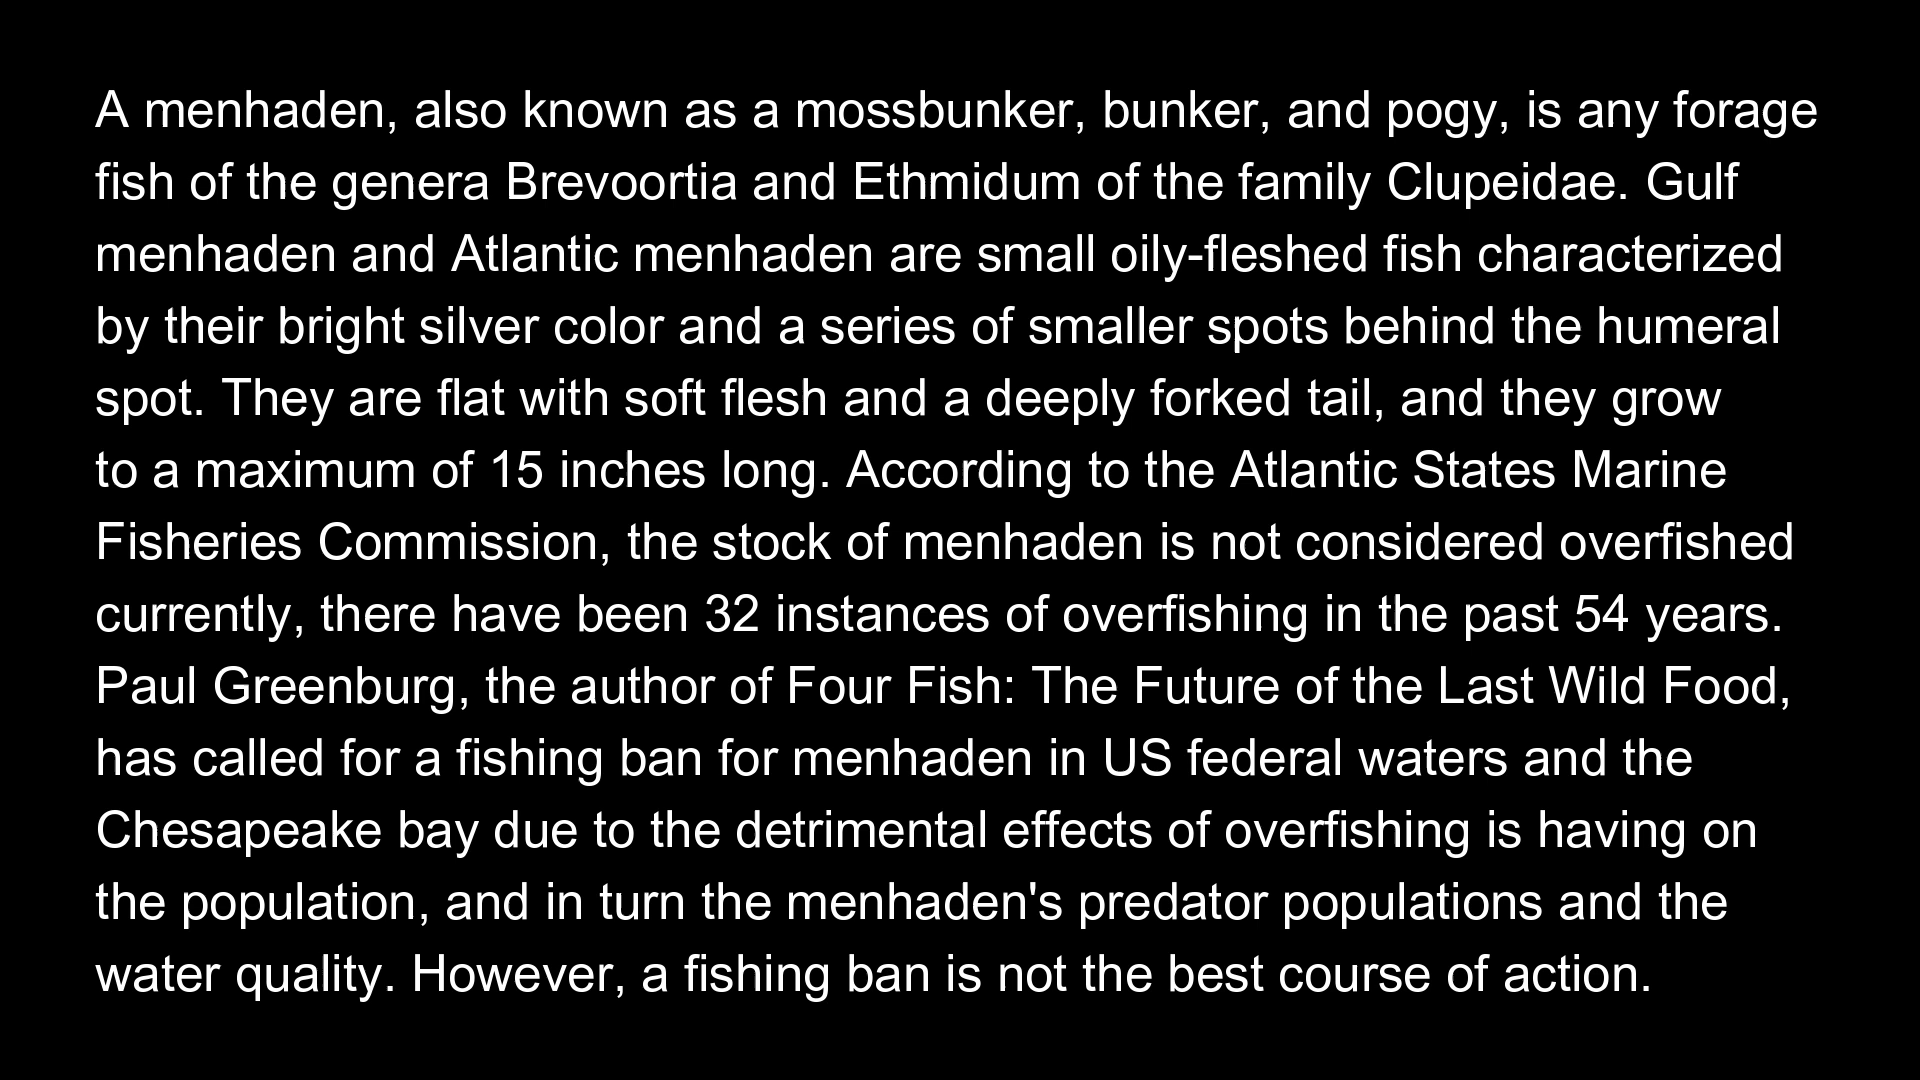 A menhaden, also known as a mossbunker, bunker, and pogy, is any forage
fish of the genera Brevoortia and Ethmidum of the family Clupeidae. Gulf
menhaden and Atlantic menhaden are small oily-fleshed fish characterized
by their bright silver color and a series of smaller spots behind the humeral
spot. They are flat with soft flesh and a deeply forked tail, and they grow
to a maximum of 15 inches long. According to the Atlantic States Marine
Fisheries Commission, the stock of menhaden is not considered overfished
currently, there have been 32 instances of overfishing in the past 54 years.
Paul Greenburg, the author of Four Fish: The Future of the Last Wild Food,
has called for a fishing ban for menhaden in US federal waters and the
Chesapeake bay due to the detrimental effects of overfishing is having on
the population, and in turn the menhaden's predator populations and the
water quality. However, a fishing ban is not the best course of action.